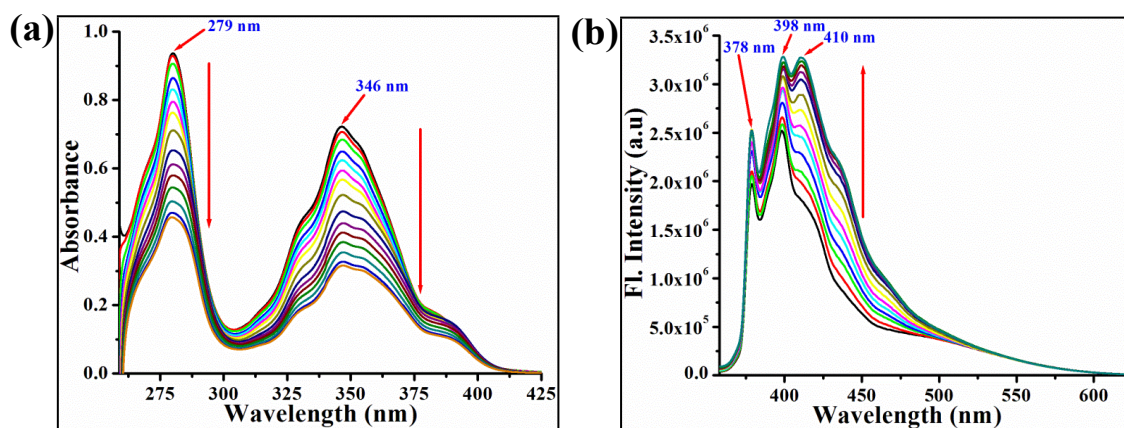 (a)
279 nm
346 nm
Absorbance
1.0
0.8
0.6
0.4
0.2
0.0
275 300 325 350 375 400 425
Wavelength (nm)
(b)
378 nm
398 nm
410 nm
Fl. Intensity (a.u)
3.5x10⁶
3.0x10⁶
2.5x10⁶
2.0x10⁶
1.5x10⁶
1.0x10⁶
5.0x10⁵
0.0
400 450 500 550 600
Wavelength (nm)